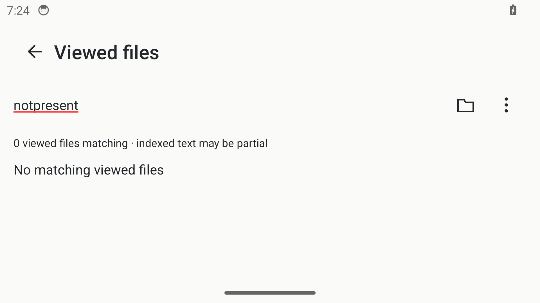 7:24
Viewed files
notpresent
0 viewed files matching · indexed text may be partial
No matching viewed files